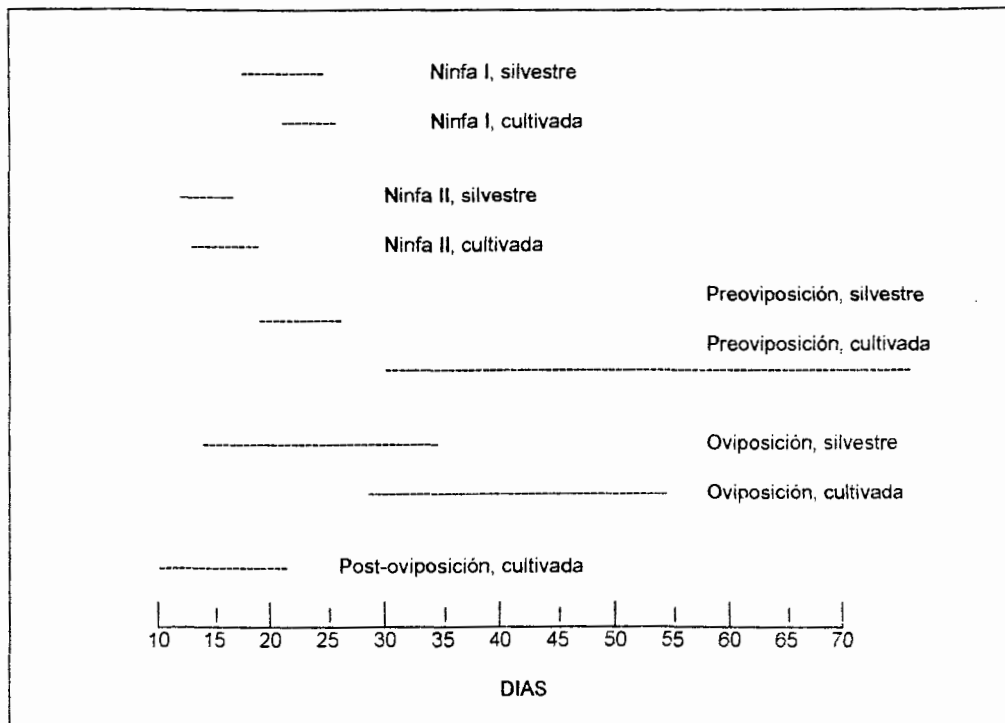 Ninfa I, silvestre
Ninfa I, cultivada
Ninfa II, silvestre
Ninfa II, cultivada
Preoviposición, silvestre
Preoviposición, cultivada
Oviposición, silvestre
Oviposición, cultivada
Post-oviposición, cultivada
10 15 20 25 30 35 40 45 50 55 60 65 70
DIAS